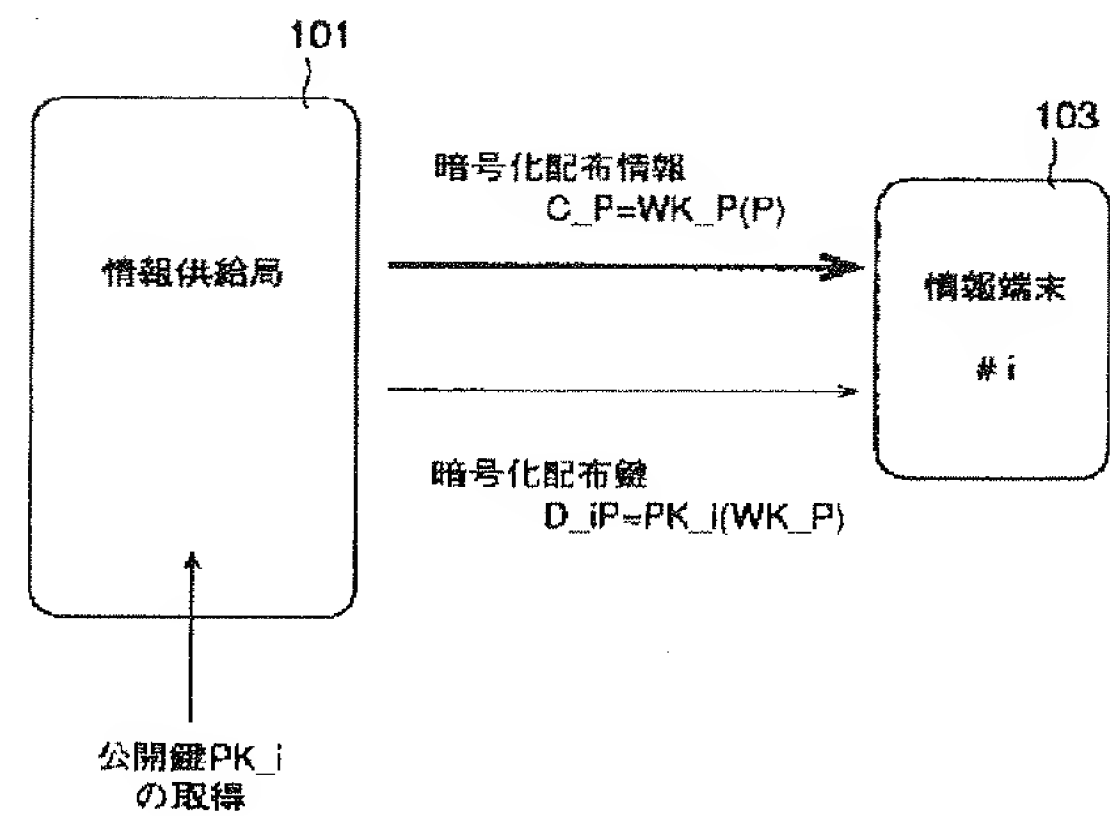 101
103
暗号化配布情報
C_P=WK_P(P)
情報供給局
情報端末
#i
暗号化配布鍵
D_iP=PK_i(WK_P)
公開鍵PK_i
の取得